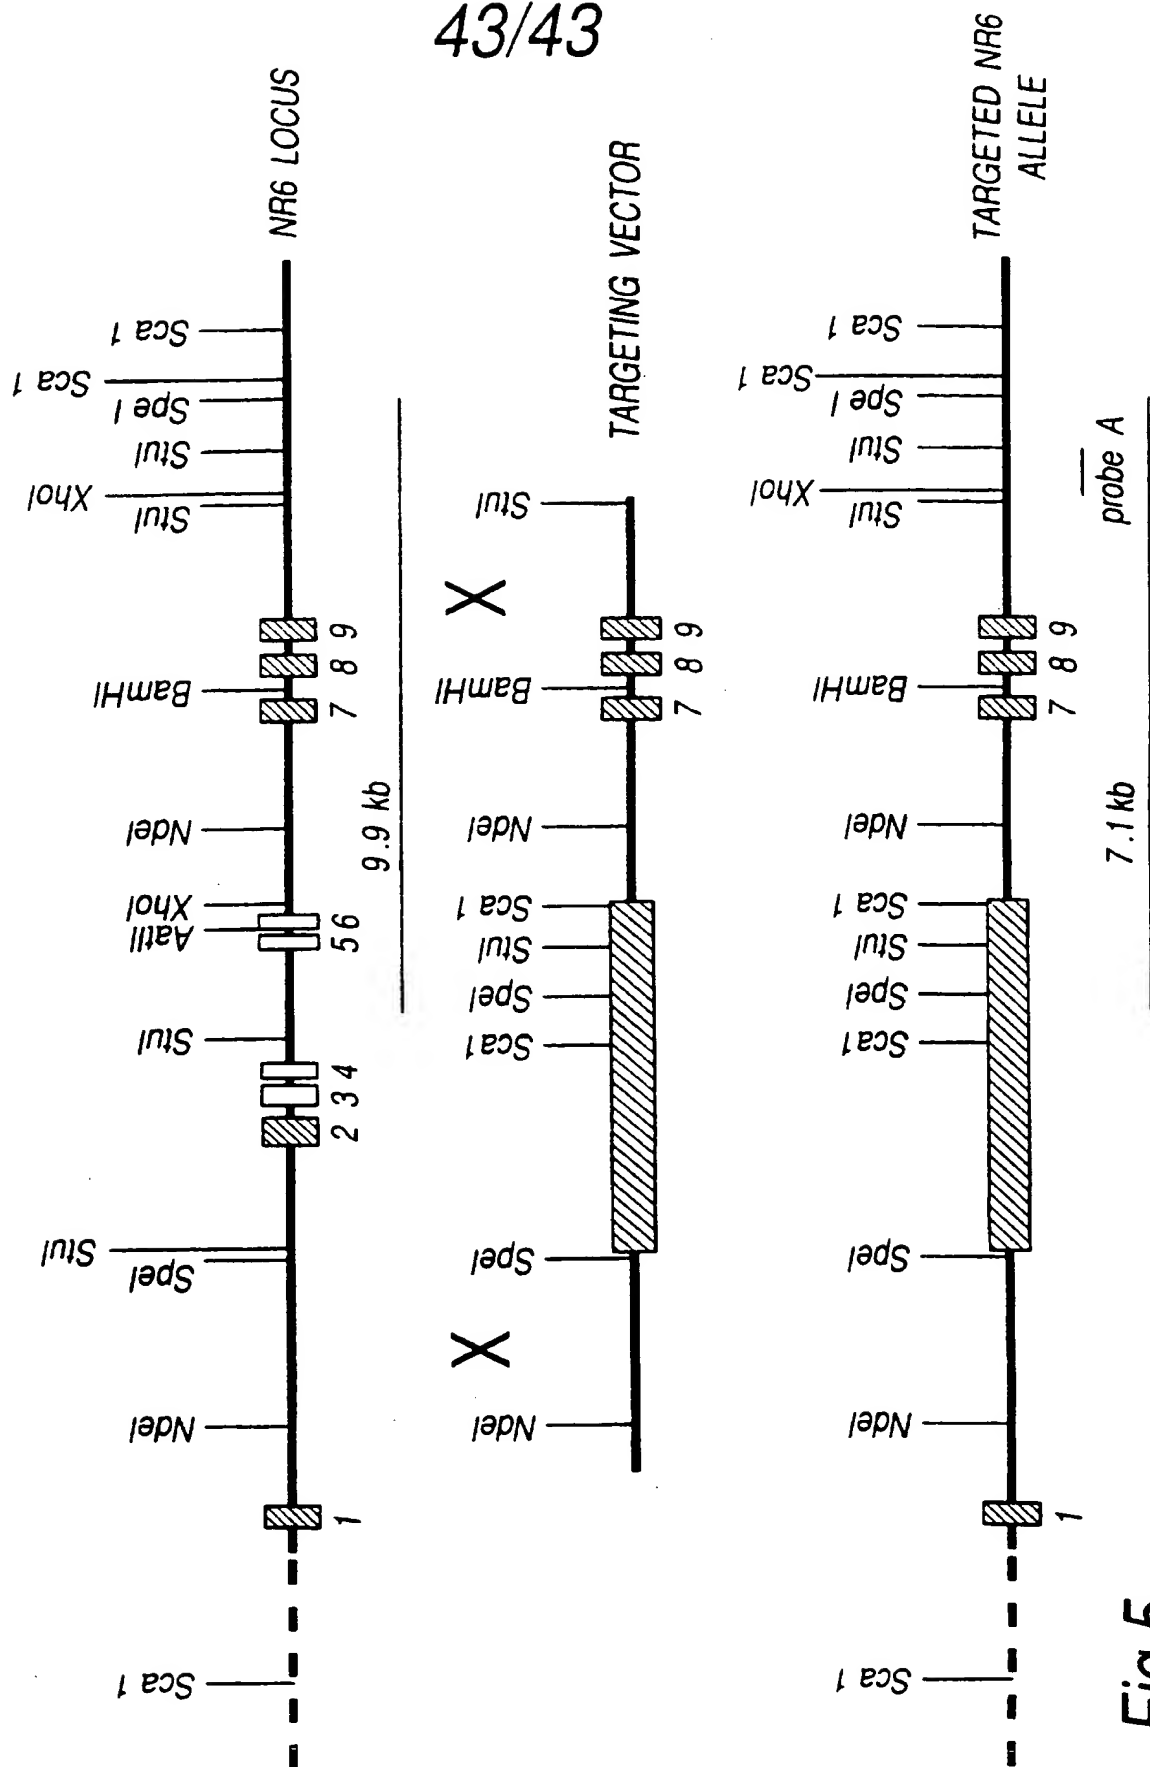 43/43
Sca 1
NdeI
SpeI
StuI
StuI
AatII
XhoI
NdeI
BamHI
StuI
XhoI
StuI
Spe I
Sca 1
Sca 1
NR6 LOCUS
1
2 3 4
5 6
7
8 9
9.9 kb
X
X
NdeI
SpeI
Sca1
SpeI
StuI
Sca 1
NdeI
BamHI
StuI
TARGETING VECTOR
7
8 9
Sca 1
NdeI
SpeI
Sca1
SpeI
StuI
Sca 1
NdeI
BamHI
StuI
XhoI
StuI
Spe I
Sca 1
Sca 1
TARGETED NR6
ALLELE
1
7
8 9
probe A
7.1 kb
Fig 5